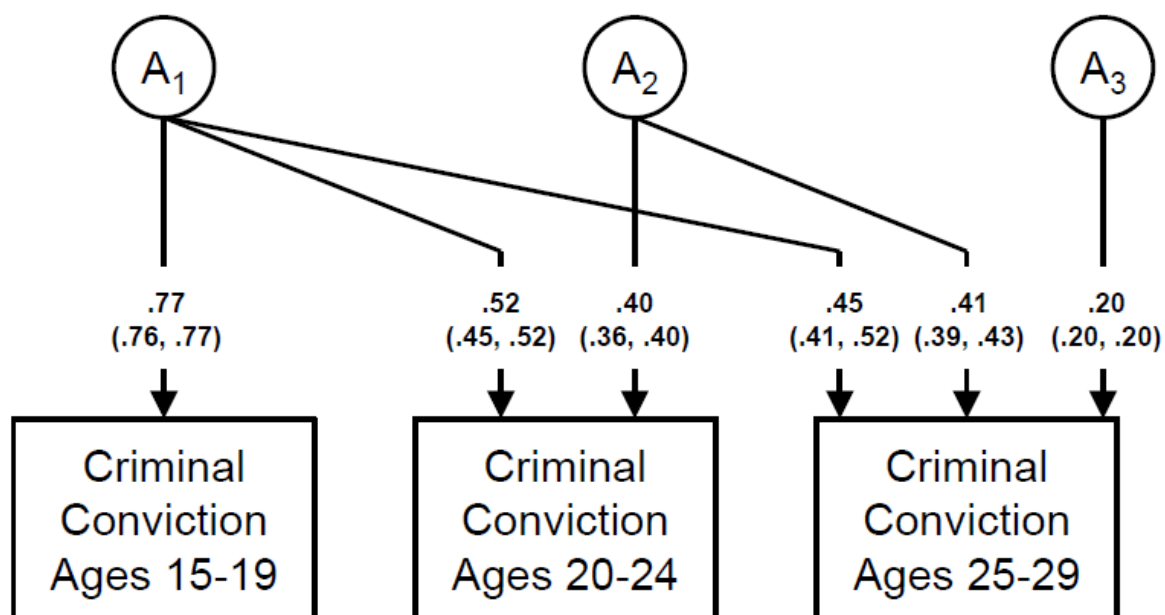 A1
A2
A3
.77
(.76, .77)
.52
(.45, .52)
.40
(.36, .40)
.45
(.41, .52)
.41
(.39, .43)
.20
(.20, .20)
Criminal
Conviction
Ages 15-19
Criminal
Conviction
Ages 20-24
Criminal
Conviction
Ages 25-29